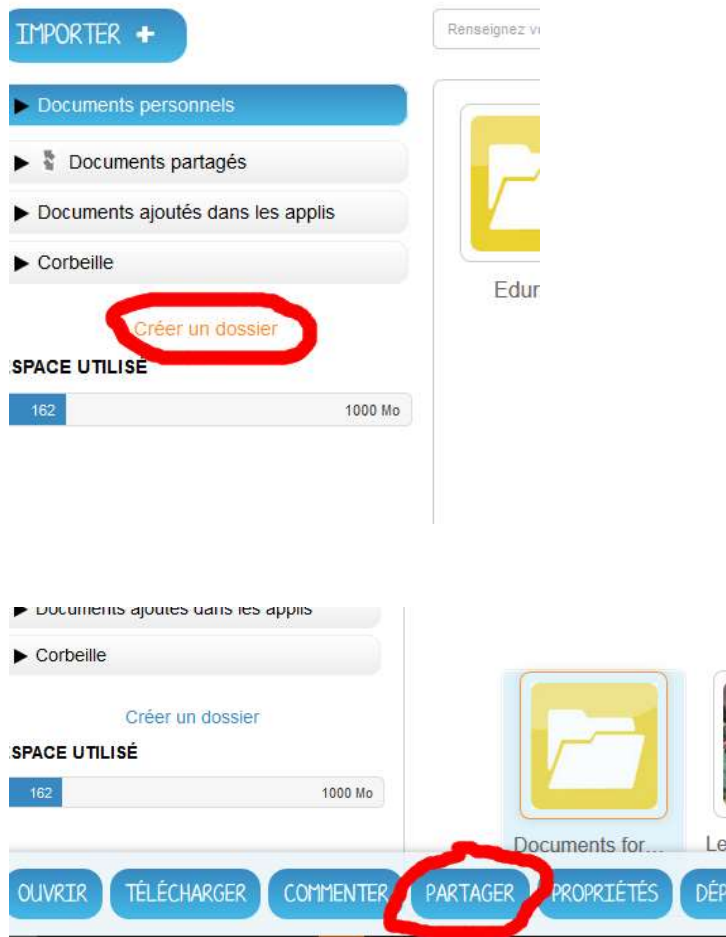 IMPORTER +
Renseignez v
Documents personnels
Documents partagés
Documents ajoutés dans les applis
Corbeille
Edur
Créer un dossier
SPACE UTILISÉ
162 1000 Mo
Documents ajoutés dans les applis
Corbeille
Créer un dossier
SPACE UTILISÉ
162 1000 Mo
Documents for... Le
OUVRIR TÉLÉCHARGER COMMENTER PARTAGER PROPRIÉTÉS DÉP